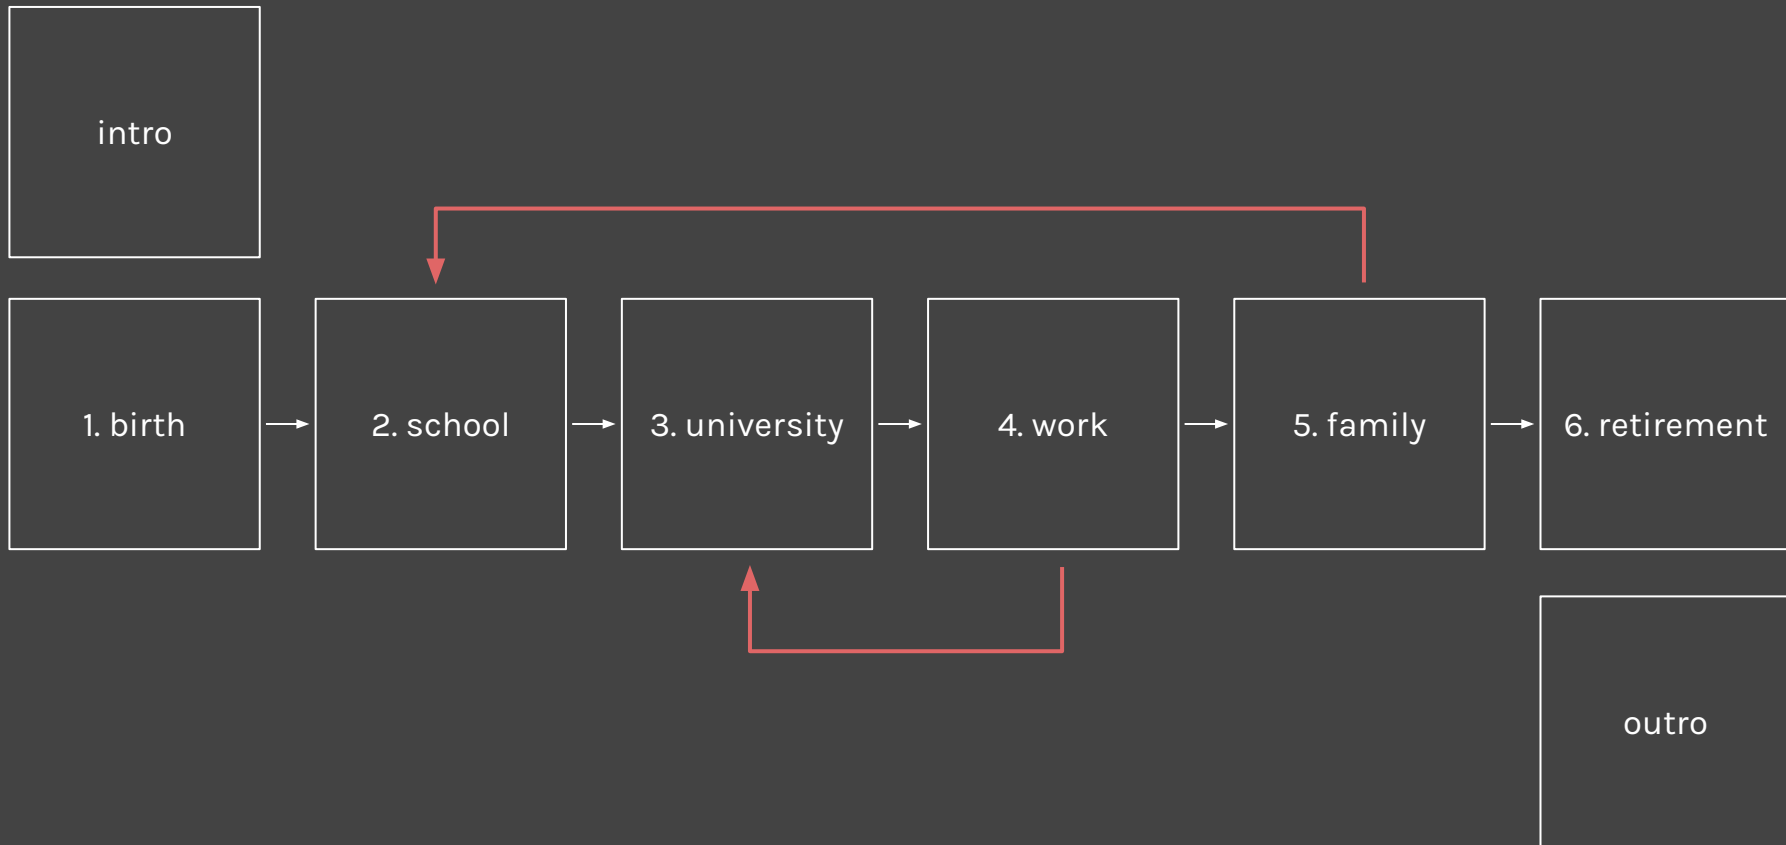 intro
1. birth
2. school
3. university
4. work
5. family
6. retirement
outro